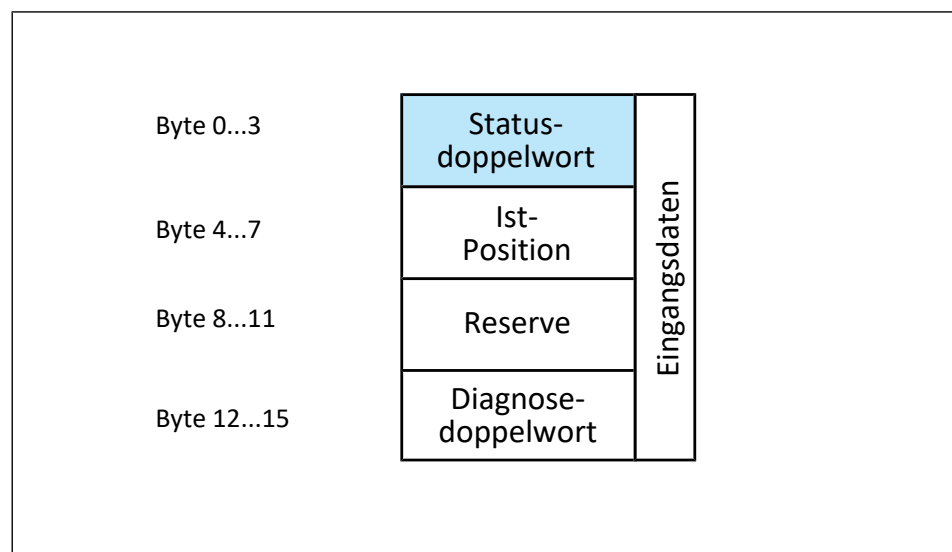 Byte 0...3
Status-
doppelwort
Byte 4...7
Ist-
Position
Byte 8...11
Reserve
Byte 12...15
Diagnose-
doppelwort
Eingangsdaten